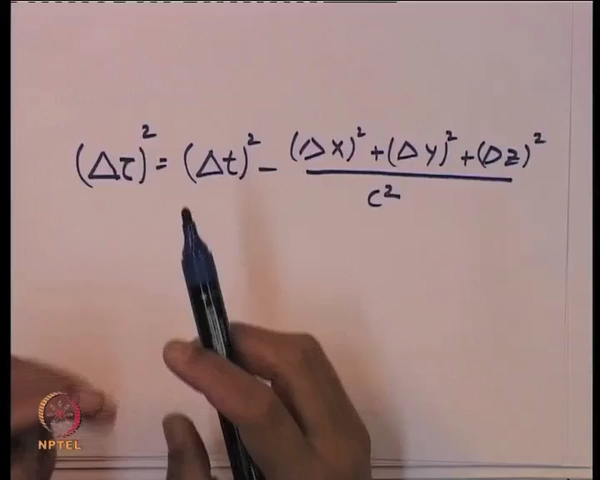 (Δτ)² = (Δt)² - (Δx)² + (Δy)² + (Δz)² / c²
NPTEL